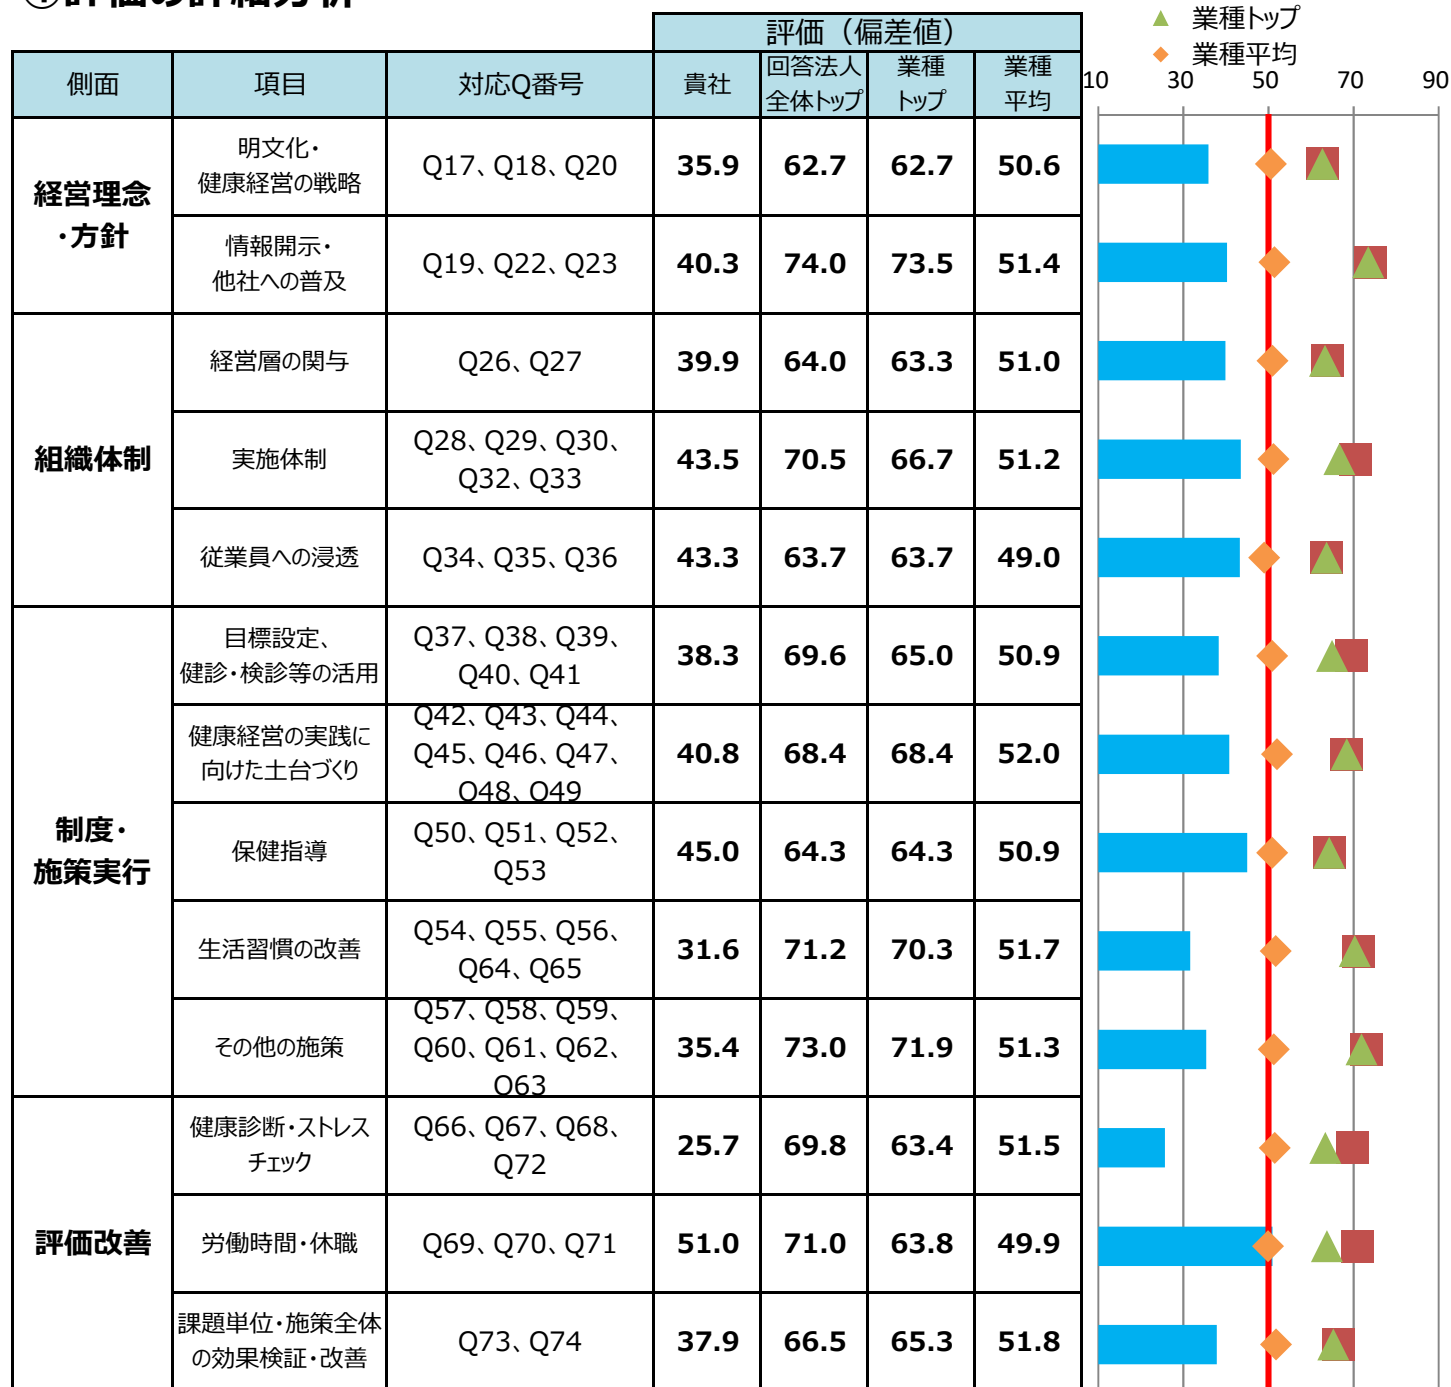 ①評価の詳細分析
▲ 業種トップ
◆ 業種平均
評価（偏差値）
側面 項目 対応Q番号 貴社 回答法人全体トップ 業種トップ 業種平均
10 30 50 70 90
経営理念・方針
明文化・
健康経営の戦略
Q17、Q18、Q20
35.9 62.7 62.7 50.6
情報開示・
他社への普及
Q19、Q22、Q23
40.3 74.0 73.5 51.4
組織体制
経営層の関与
Q26、Q27
39.9 64.0 63.3 51.0
実施体制
Q28、Q29、Q30、
Q32、Q33
43.5 70.5 66.7 51.2
従業員への浸透
Q34、Q35、Q36
43.3 63.7 63.7 49.0
制度・
施策実行
目標設定、
健診・検診等の活用
Q37、Q38、Q39、
Q40、Q41
38.3 69.6 65.0 50.9
健康経営の実践に
向けた土台づくり
Q42、Q43、Q44、
Q45、Q46、Q47、
Q48、Q49
40.8 68.4 68.4 52.0
保健指導
Q50、Q51、Q52、
Q53
45.0 64.3 64.3 50.9
生活習慣の改善
Q54、Q55、Q56、
Q64、Q65
31.6 71.2 70.3 51.7
その他の施策
Q57、Q58、Q59、
Q60、Q61、Q62、
Q63
35.4 73.0 71.9 51.3
評価改善
健康診断・ストレス
チェック
Q66、Q67、Q68、
Q72
25.7 69.8 63.4 51.5
労働時間・休職
Q69、Q70、Q71
51.0 71.0 63.8 49.9
課題単位・施策全体
の効果検証・改善
Q73、Q74
37.9 66.5 65.3 51.8